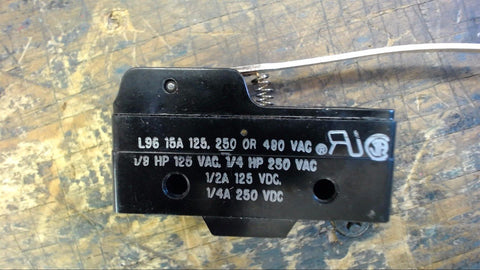 L96 15A 125, 250 OR 480 VAC
1/8 HP 125 VAC. 1/4 HP 250 VAC
1/2A 125 VDC.
1/4A 250 VDC